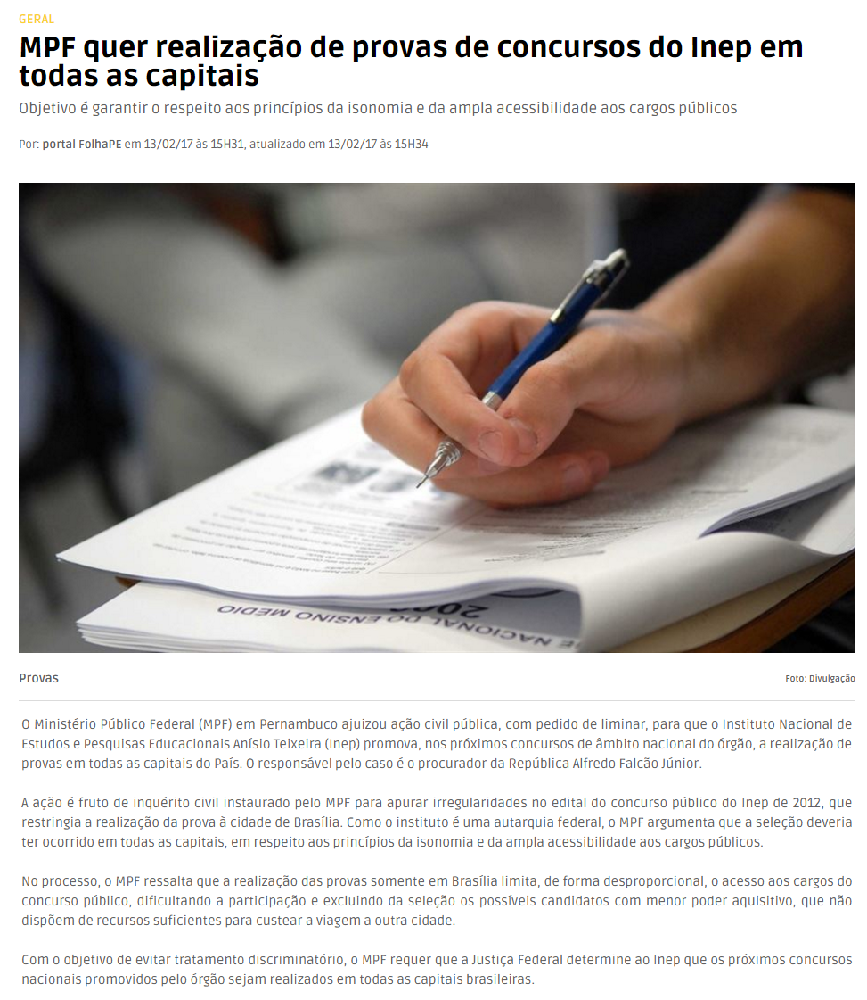 GERAL
MPF quer realização de provas de concursos do Inep em
todas as capitais
Objetivo é garantir o respeito aos princípios da isonomia e da ampla acessibilidade aos cargos públicos
Por: portal FolhaPE em 13/02/17 às 15H31, atualizado em 13/02/17 às 15H34
20
E NACIONAL DO ENSINO MÉDIO
Provas
Foto: Divulgação
O Ministério Público Federal (MPF) em Pernambuco ajuizou ação civil pública, com pedido de liminar, para que o Instituto Nacional de
Estudos e Pesquisas Educacionais Anísio Teixeira (Inep) promova, nos próximos concursos de âmbito nacional do órgão, a realização de
provas em todas as capitais do País. O responsável pelo caso é o procurador da República Alfredo Falcão Júnior.
A ação é fruto de inquérito civil instaurado pelo MPF para apurar irregularidades no edital do concurso público do Inep de 2012, que
restringia a realização da prova à cidade de Brasília. Como o instituto é uma autarquia federal, o MPF argumenta que a seleção deveria
ter ocorrido em todas as capitais, em respeito aos princípios da isonomia e da ampla acessibilidade aos cargos públicos.
No processo, o MPF ressalta que a realização das provas somente em Brasília limita, de forma desproporcional, o acesso aos cargos do
concurso público, dificultando a participação e excluindo da seleção os possíveis candidatos com menor poder aquisitivo, que não
dispõem de recursos suficientes para custear a viagem a outra cidade.
Com o objetivo de evitar tratamento discriminatório, o MPF requer que a Justiça Federal determine ao Inep que os próximos concursos
nacionais promovidos pelo órgão sejam realizados em todas as capitais brasileiras.